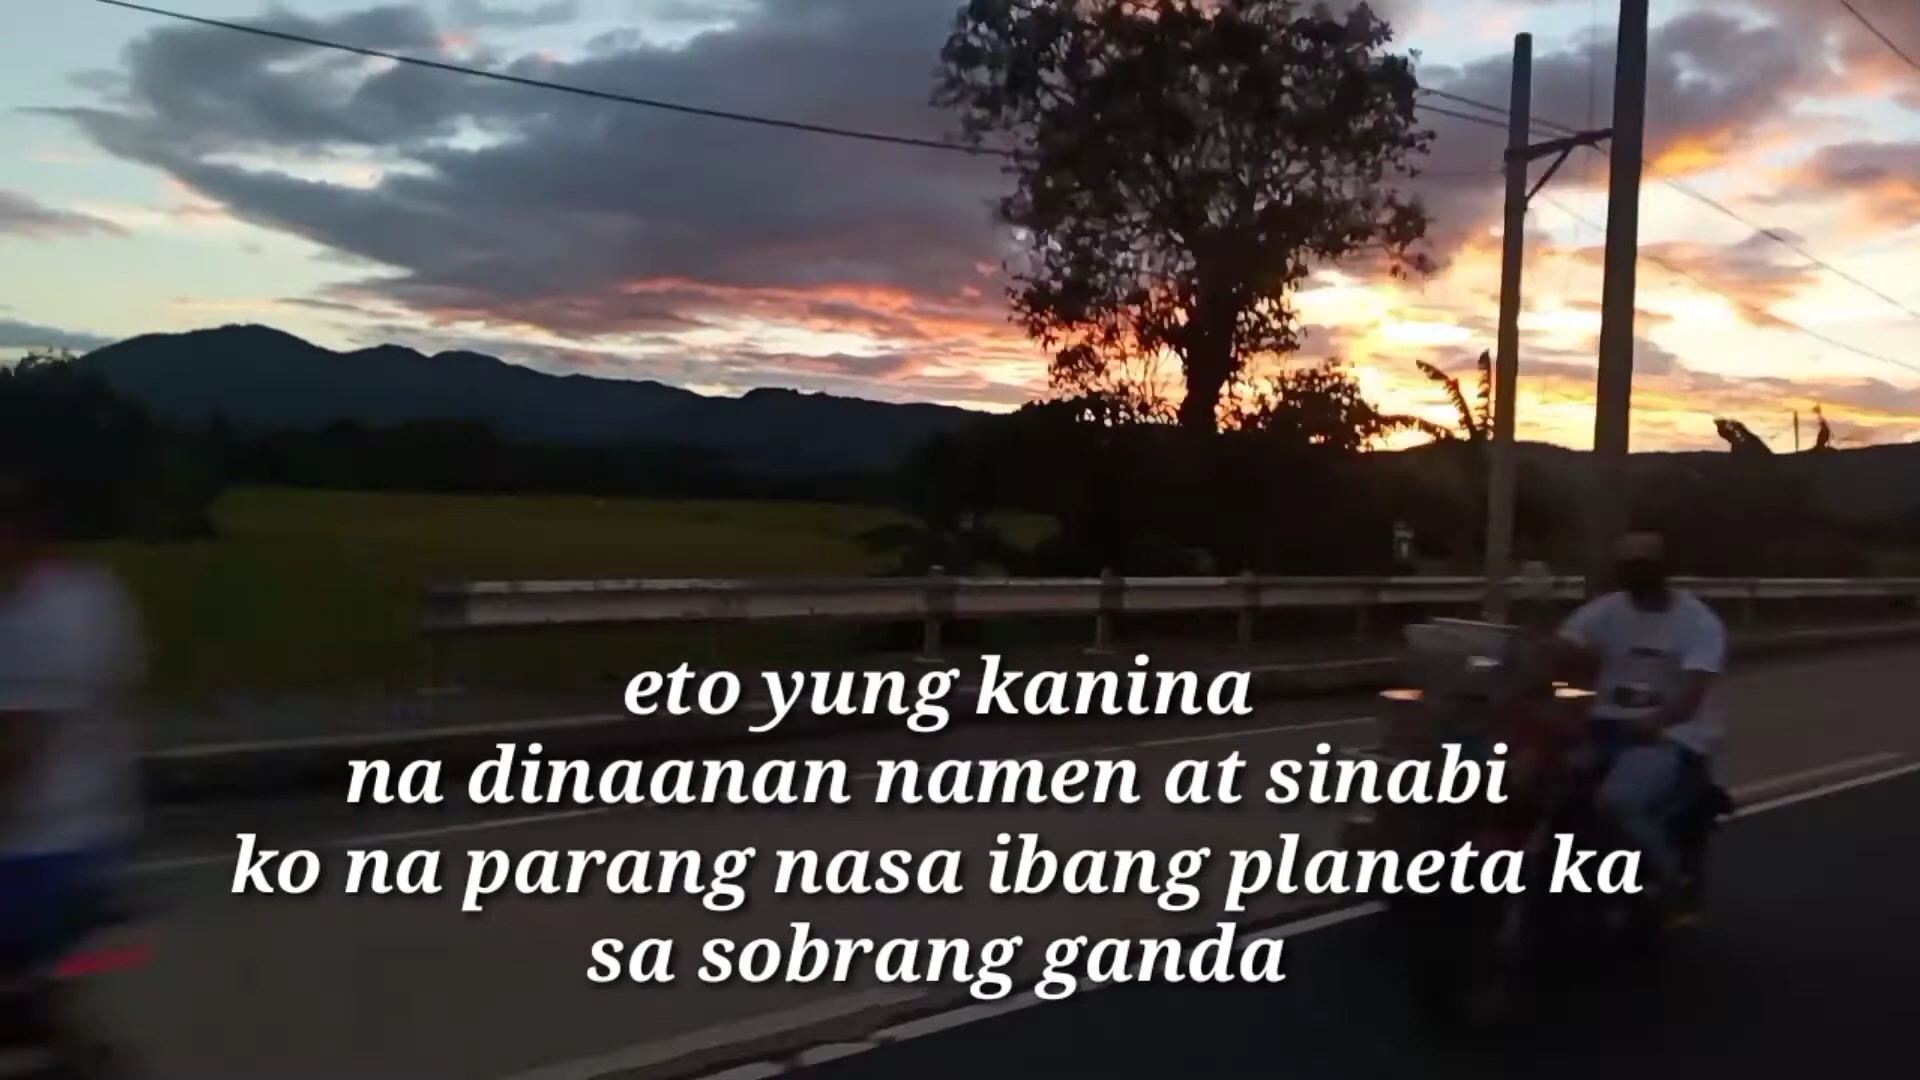 eto yung kanina
na dinaanan namen at sinabi
ko na parang nasa ibang planeta ka
sa sobrang ganda